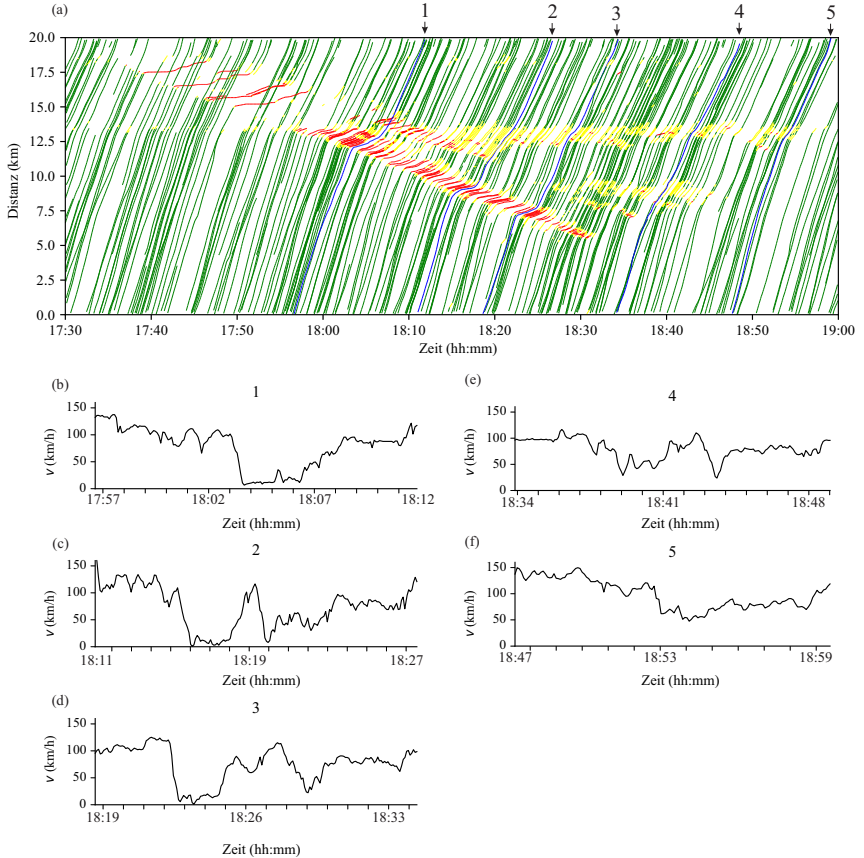 (a)
1 2 3 4 5
20.0
17.5
15.0
12.5
10.0
7.5
5.0
2.5
0.0
Distanz (km)
17:30 17:40 17:50 18:00 18:10 18:20 18:30 18:40 18:50 19:00
Zeit (hh:mm)
(b)
1
150
100
50
0
v (km/h)
17:57 18:02 18:07 18:12
Zeit (hh:mm)
(c)
2
150
100
50
0
v (km/h)
18:11 18:19 18:27
Zeit (hh:mm)
(d)
3
150
100
50
0
v (km/h)
18:19 18:26 18:33
Zeit (hh:mm)
(e)
4
150
100
50
0
v (km/h)
18:34 18:41 18:48
Zeit (hh:mm)
(f)
5
150
100
50
0
v (km/h)
18:47 18:53 18:59
Zeit (hh:mm)